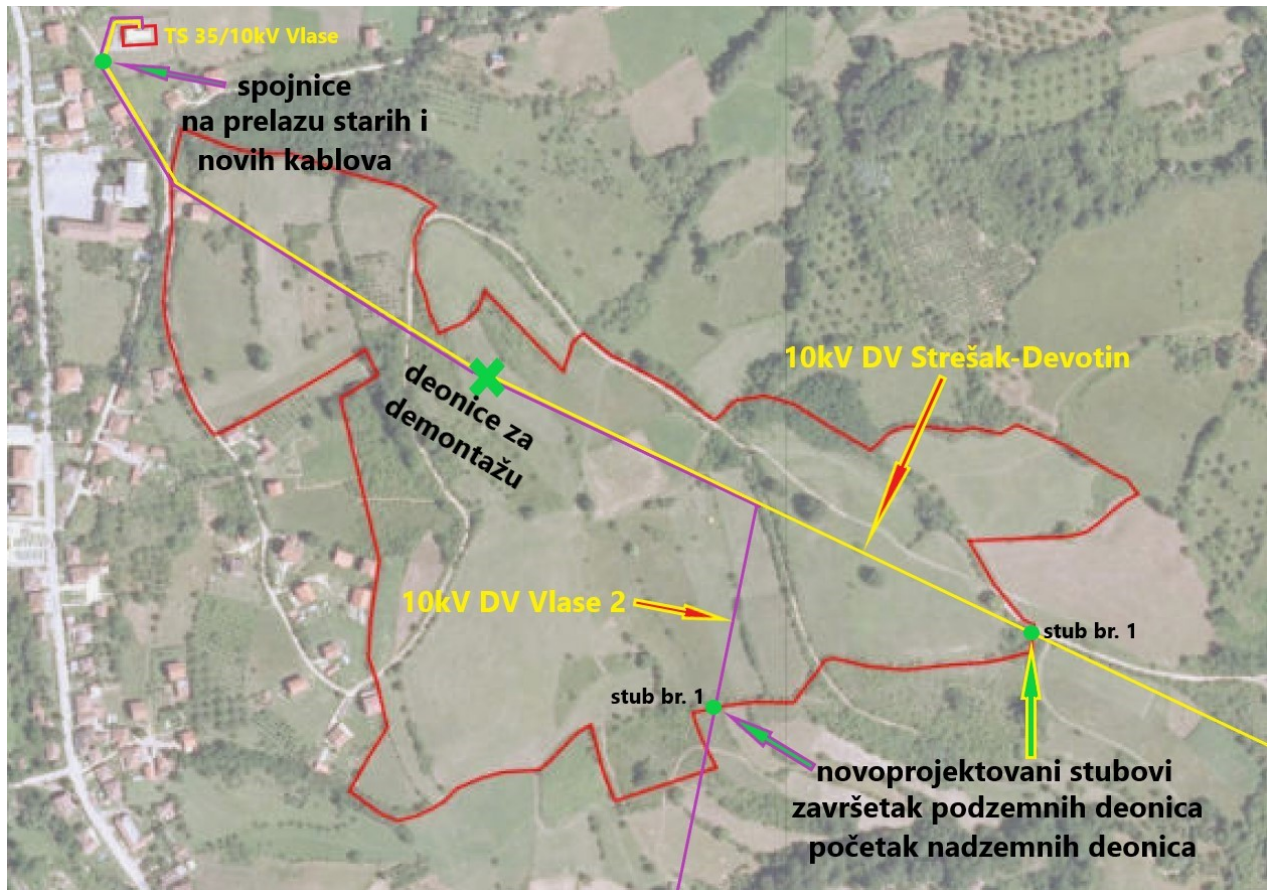 TS 35/10kV Vlase
spojnice
na prelazu starih i
novih kablova
10kV DV Strešak-Devotin
deonice za
demontažu
10kV DV Vlase 2
stub br. 1
stub br. 1
novoprojektovani stubovi
završetak podzemnih deonica
početak nadzemnih deonica